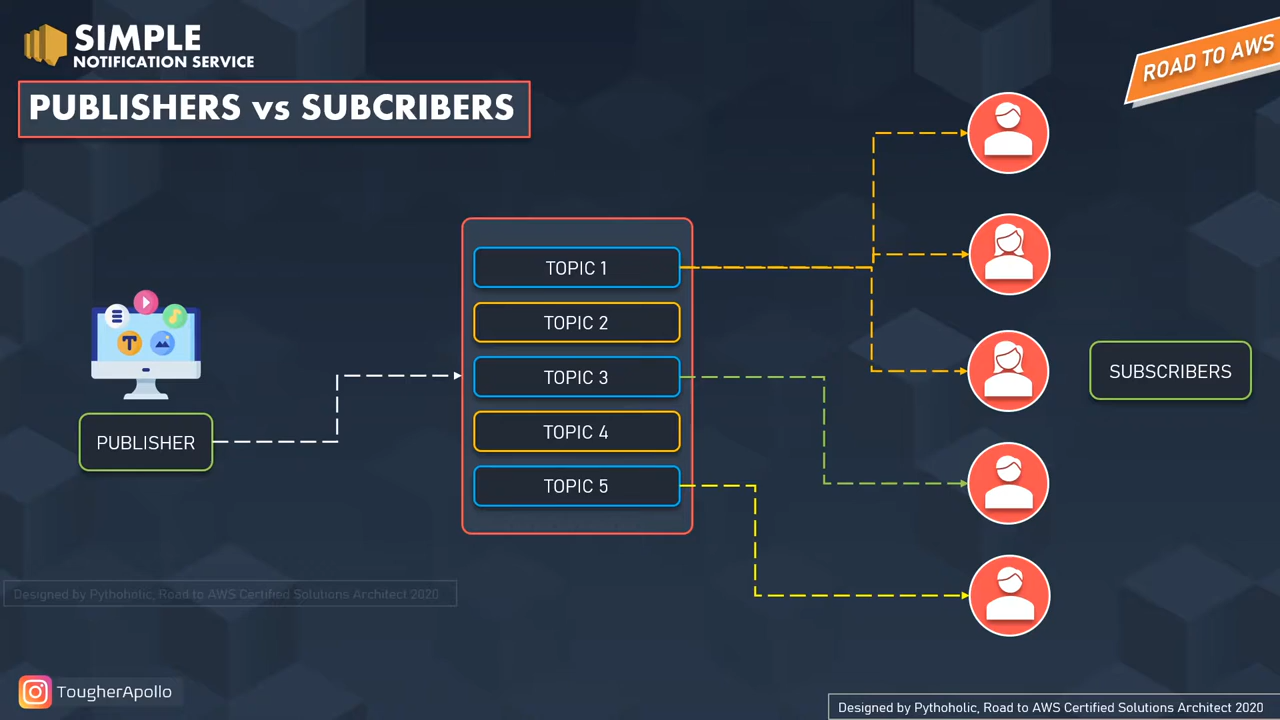 SIMPLE
NOTIFICATION SERVICE
ROAD TO AWS
PUBLISHERS vs SUBCRIBERS
TOPIC 1
TOPIC 2
TOPIC 3
TOPIC 4
TOPIC 5
T
PUBLISHER
SUBSCRIBERS
Designed by Pythoholic, Road to AWS Certified Solutions Architect 2020
TougherApollo
Designed by Pythoholic, Road to AWS Certified Solutions Architect 2020